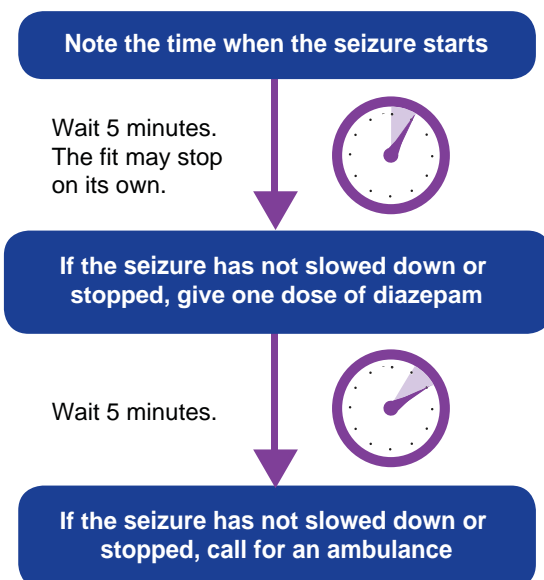 Note the time when the seizure starts
Wait 5 minutes.
The fit may stop
on its own.
If the seizure has not slowed down or
stopped, give one dose of diazepam
Wait 5 minutes.
If the seizure has not slowed down or
stopped, call for an ambulance